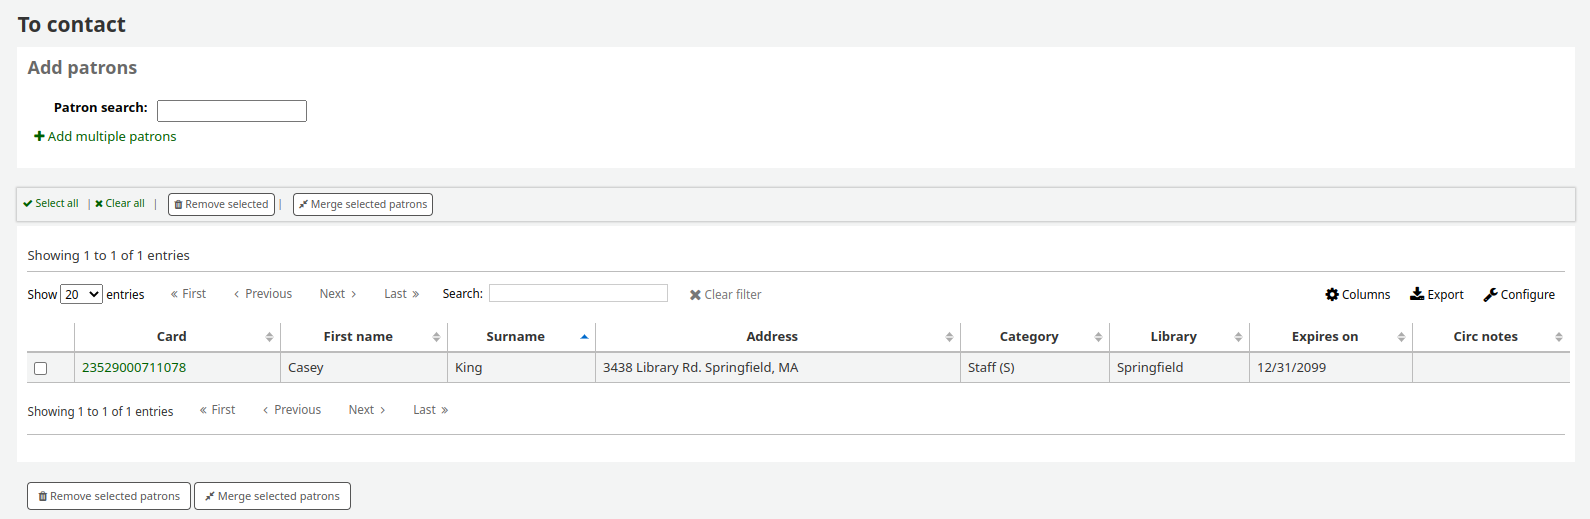 To contact
Add patrons
Patron search:
Add multiple patrons
Select all | Clear all | Remove selected | Merge selected patrons
Showing 1 to 1 of 1 entries
Show 20 entries First Previous Next Last Search: Clear filter Columns Export Configure
Card First name Surname Address Category Library Expires on Circ notes
23529000711078 Casey King 3438 Library Rd. Springfield, MA Staff (S) Springfield 12/31/2099
Showing 1 to 1 of 1 entries First Previous Next Last
Remove selected patrons Merge selected patrons